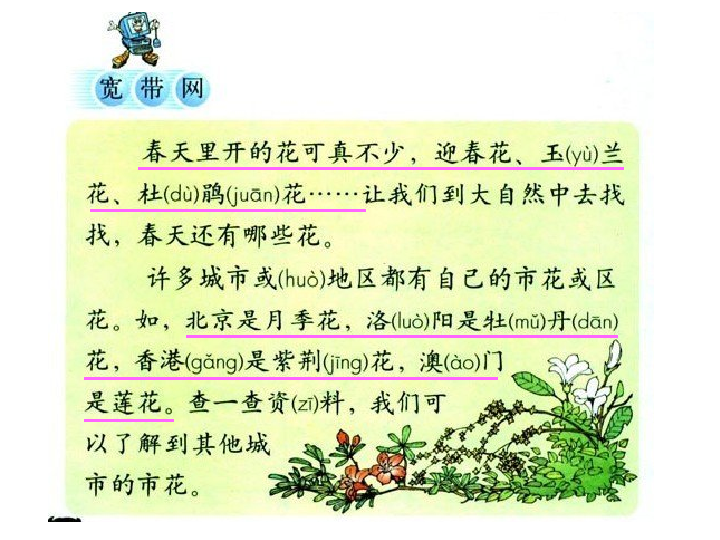 宽带网
春天里开的花可真不少，迎春花、玉(yù)兰
花、杜(dù)鹃(juān)花……让我们到大自然中去找
找，春天还有哪些花。
许多城市或(huò)地区都有自己的市花或区
花。如，北京是月季花，洛(luò)阳是牡(mǔ)丹(dān)
花，香港(gǎng)是紫荆(jīng)花，澳(ào)门
是莲花。查一查资(zī)料，我们可
以了解到其他城
市的市花。